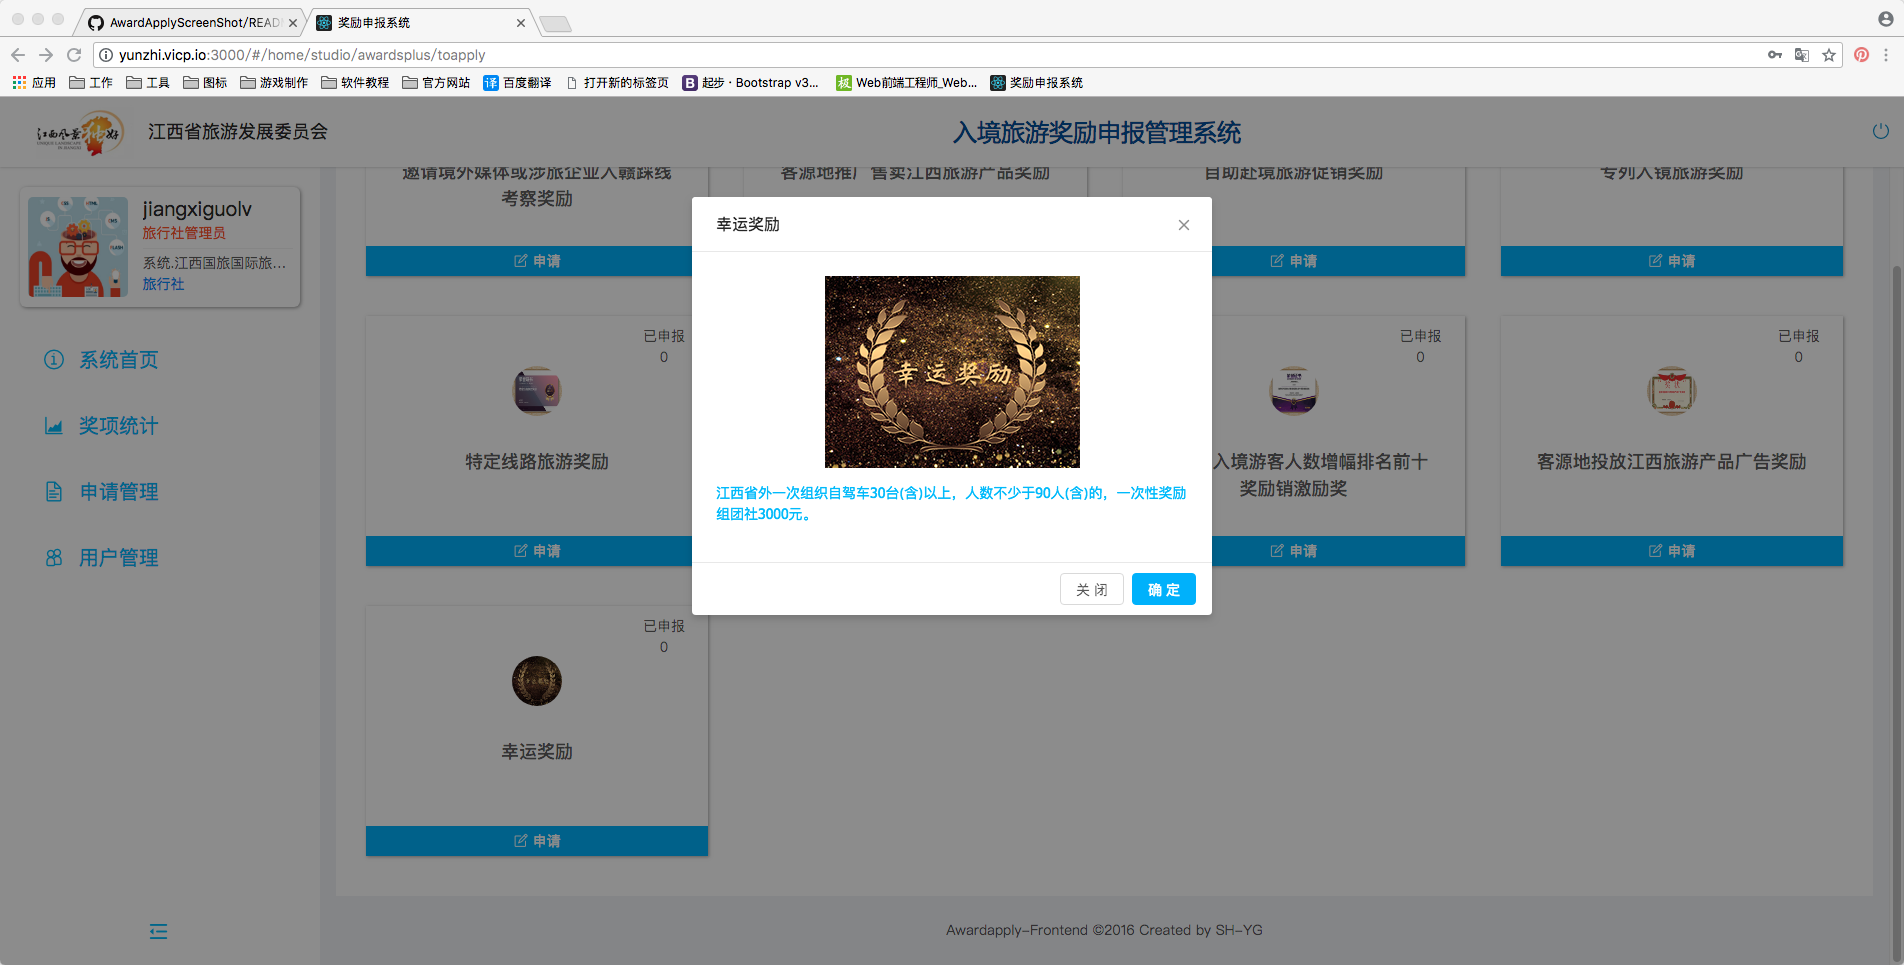 AwardApplyScreenShot/READ
奖励申报系统
yunzhi.vicp.io:3000/#/home/studio/awardsplus/toapply
应用
工作
工具
图标
游戏制作
软件教程
官方网站
译 百度翻译
打开新的标签页
B 起步 · Bootstrap v3...
极 Web前端工程师_Web...
奖励申报系统
江西风景独好
江西省旅游发展委员会
入境旅游奖励申报管理系统
jiangxiguolv
旅行社管理员
系统.江西国旅国际旅...
旅行社
系统首页
奖项统计
申请管理
用户管理
邀请境外媒体或涉旅企业入赣踩线
考察奖励
申请
客源地推广售卖江西旅游产品奖励
自助赴境旅游促销奖励
申请
专列入镜旅游奖励
申请
已申报
0
特定线路旅游奖励
申请
已申报
0
入境游客人数增幅排名前十
奖励销激励奖
申请
已申报
0
客源地投放江西旅游产品广告奖励
申请
已申报
0
幸运奖励
申请
幸运奖励
幸运奖励
江西省外一次组织自驾车30台(含)以上，人数不少于90人(含)的，一次性奖励
组团社3000元。
关 闭
确 定
Awardapply-Frontend ©2016 Created by SH-YG